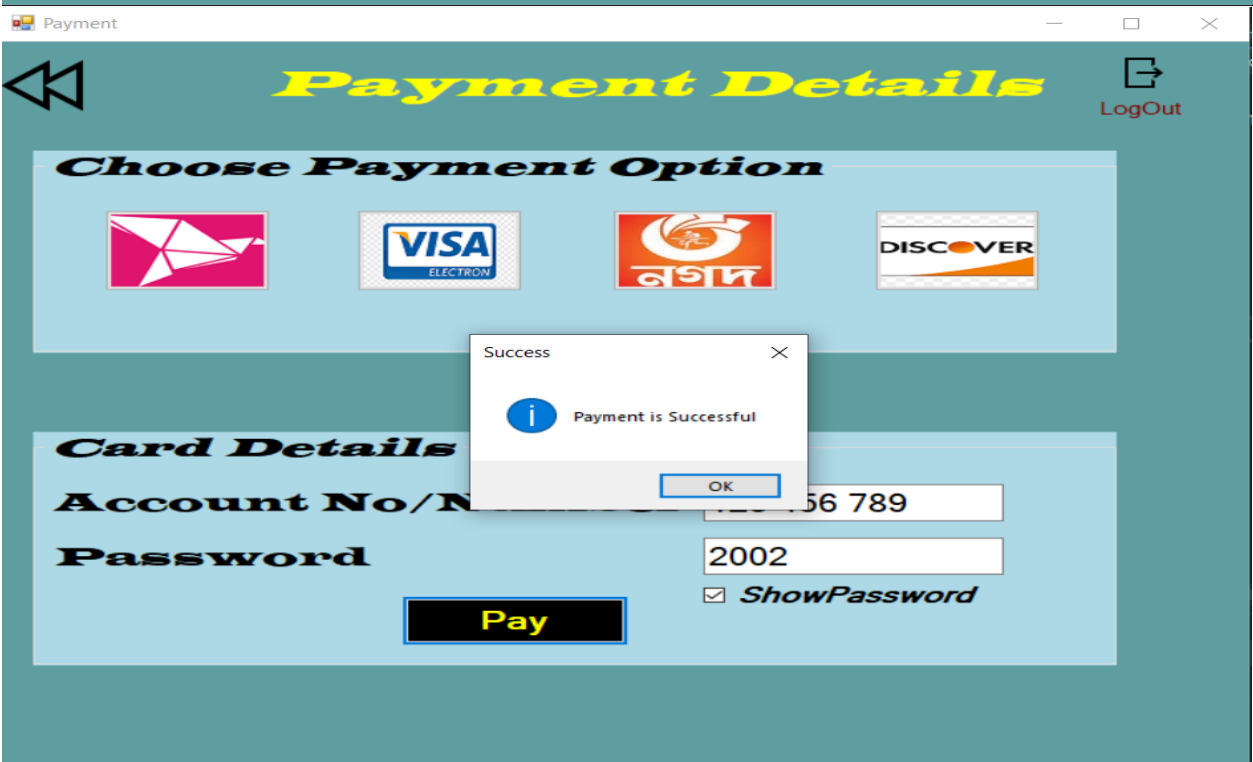 Payment
Payment Details
LogOut
Choose Payment Option
VISA
ELECTRON
নগদ
DISCOVER
Success
Payment is Successful
OK
Card Details
Account No/N
56 789
Password
2002
ShowPassword
Pay